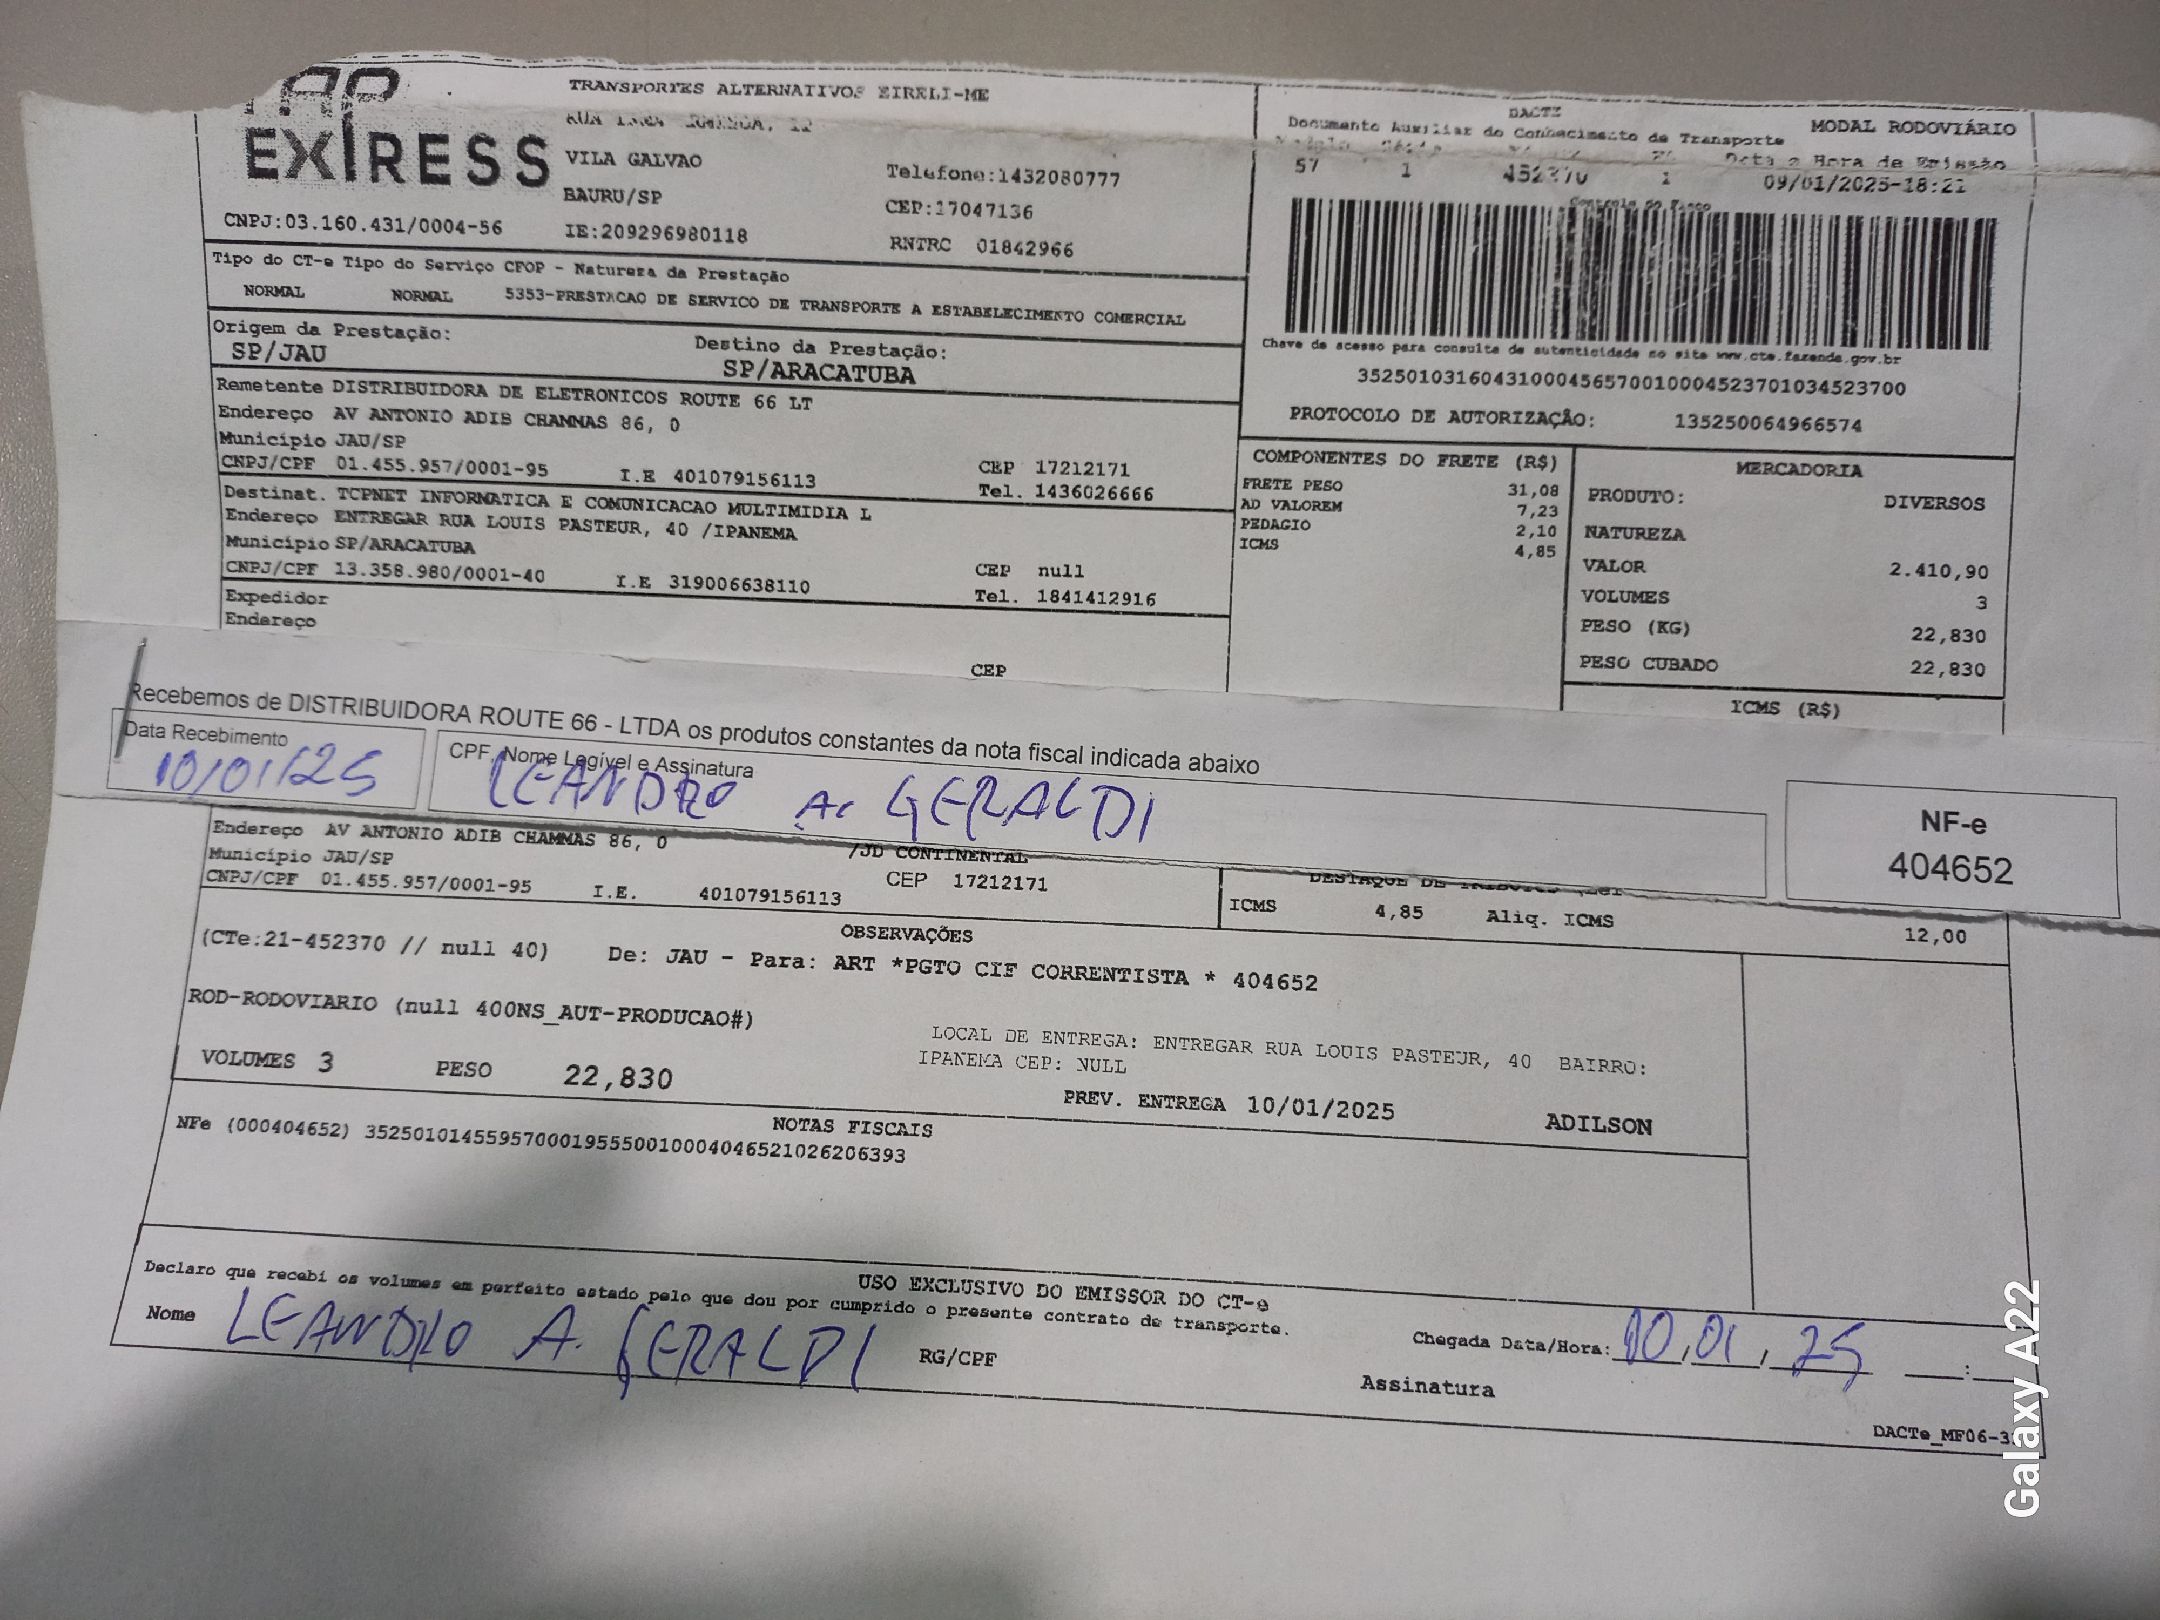 EXPRESS
TRANSPORTES ALTERNATIVOS EIRELI-ME
VILA GALVAO
BAURU/SP
CNPJ:03.160.431/0004-56
IE:209296980118
Telefone:1432080777
CEP:17047136
RNTRC 01842966
DACTE
MODAL RODOVIÁRIO
Documento Auxiliar do Conhecimento de Transporte
Data e Hora de Emissão
57 1 452370 1 09/01/2025-18:21
Controle do Fisco
Chave de acesso para consulta de autenticidade no site www.cte.fazenda.gov.br
35250103160431000456570010004523701034523700
PROTOCOLO DE AUTORIZAÇÃO: 135250064966574
Tipo do CT-e Tipo do Serviço CFOP - Natureza da Prestação
NORMAL NORMAL 5353-PRESTACAO DE SERVICO DE TRANSPORTE A ESTABELECIMENTO COMERCIAL
Origem da Prestação:
SP/JAU
Destino da Prestação:
SP/ARACATUBA
Remetente DISTRIBUIDORA DE ELETRONICOS ROUTE 66 LT
Endereço AV ANTONIO ADIB CHAMMAS 86, 0
Município JAU/SP
CNPJ/CPF 01.455.957/0001-95 I.E 401079156113
CEP 17212171
Tel. 1436026666
Destinat. TCPNET INFORMATICA E COMUNICACAO MULTIMIDIA L
Endereço ENTREGAR RUA LOUIS PASTEUR, 40 /IPANEMA
Município SP/ARACATUBA
CNPJ/CPF 13.358.980/0001-40 I.E 319006638110
CEP null
Tel. 1841412916
Expedidor
Endereço
CEP
COMPONENTES DO FRETE (R$)
FRETE PESO 31,08
AD VALOREM 7,23
PEDAGIO 2,10
ICMS 4,85
MERCADORIA
PRODUTO: DIVERSOS
NATUREZA
VALOR 2.410,90
VOLUMES 3
PESO (KG) 22,830
PESO CUBADO 22,830
ICMS (R$)
Recebemos de DISTRIBUIDORA ROUTE 66 - LTDA os produtos constantes da nota fiscal indicada abaixo
Data Recebimento
10/01/25
CPF, Nome Legível e Assinatura
LEANDRO A. GERALDI
NF-e
404652
Endereço AV ANTONIO ADIB CHAMMAS 86, 0 /JD CONTINENTAL
Município JAU/SP
CNPJ/CPF 01.455.957/0001-95 I.E. 401079156113
CEP 17212171
ICMS 4,85 Aliq. ICMS 12,00
OBSERVAÇÕES
(CTe:21-452370 // null 40) De: JAU - Para: ART *PGTO CIF CORRENTISTA * 404652
ROD-RODOVIARIO (null 400NS_AUT-PRODUCAO#)
LOCAL DE ENTREGA: ENTREGAR RUA LOUIS PASTEUR, 40 BAIRRO:
IPANEMA CEP: NULL
VOLUMES 3 PESO 22,830
PREV. ENTREGA 10/01/2025 ADILSON
NOTAS FISCAIS
NFe (000404652) 35250101455957000195550010004046521026206393
USO EXCLUSIVO DO EMISSOR DO CT-e
Declaro que recebi os volumes em perfeito estado pelo que dou por cumprido o presente contrato de transporte.
Nome LEANDRO A. GERALDI RG/CPF
Chegada Data/Hora: 10,01,25 :
Assinatura
Galaxy A22